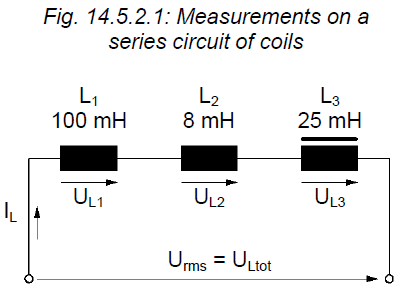 Fig. 14.5.2.1: Measurements on a
series circuit of coils
L1 L2 L3
100 mH 8 mH 25 mH
UL1 UL2 UL3
IL
Urms = ULtot